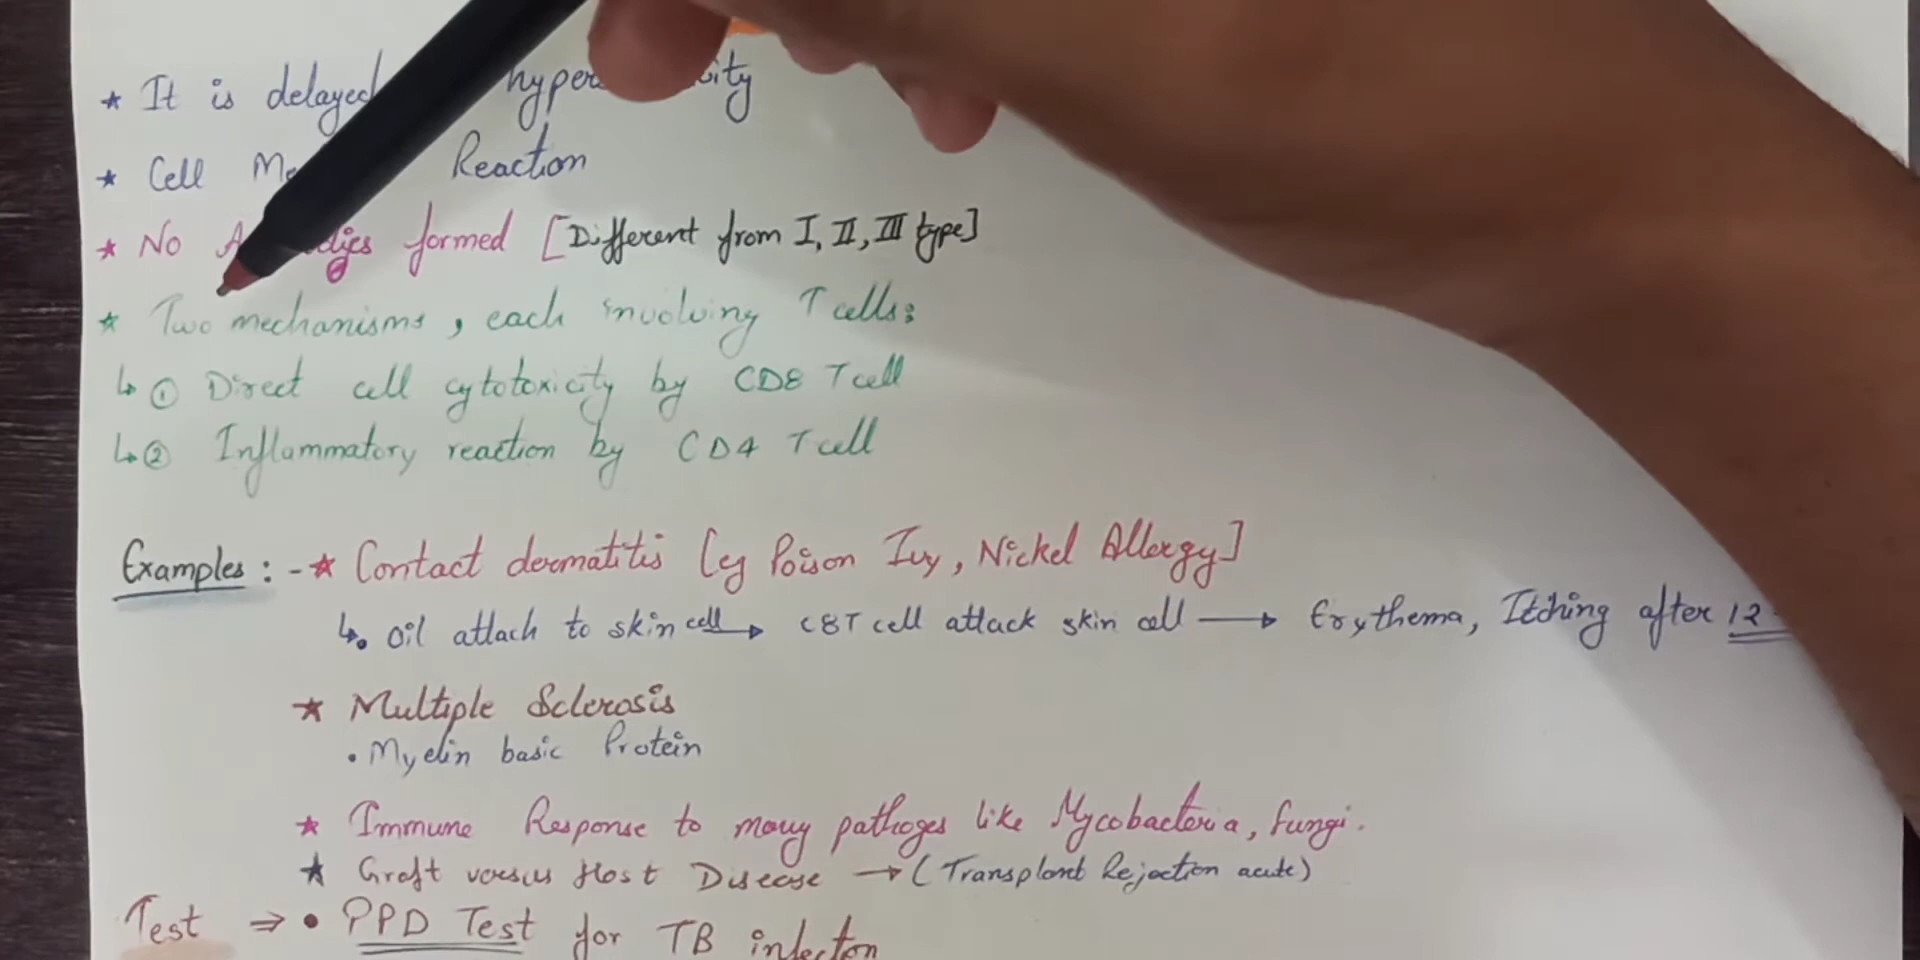 ★ It is delayed
★ Cell Reaction
★ No formed [Different from I, II, III type]
★ Two mechanisms, each involving T cells:
↳ ① Direct cell cytotoxicity by CD8 T cell
↳ ② Inflammatory reaction by CD4 T cell
Examples : - ★ Contact dermatitis [eg Poison Ivy, Nickel Allergy]
↳. Oil attach to skin cell → C8T cell attack skin cell → Erythema, Itching after 12
★ Multiple Sclerosis
• Myelin basic Protein
★ Immune Response to many pathoges like Mycobacteria, fungi.
★ Graft versus Host Disease → (Transplant Rejection acute)
Test ⇒ • PPD Test for TB infecton